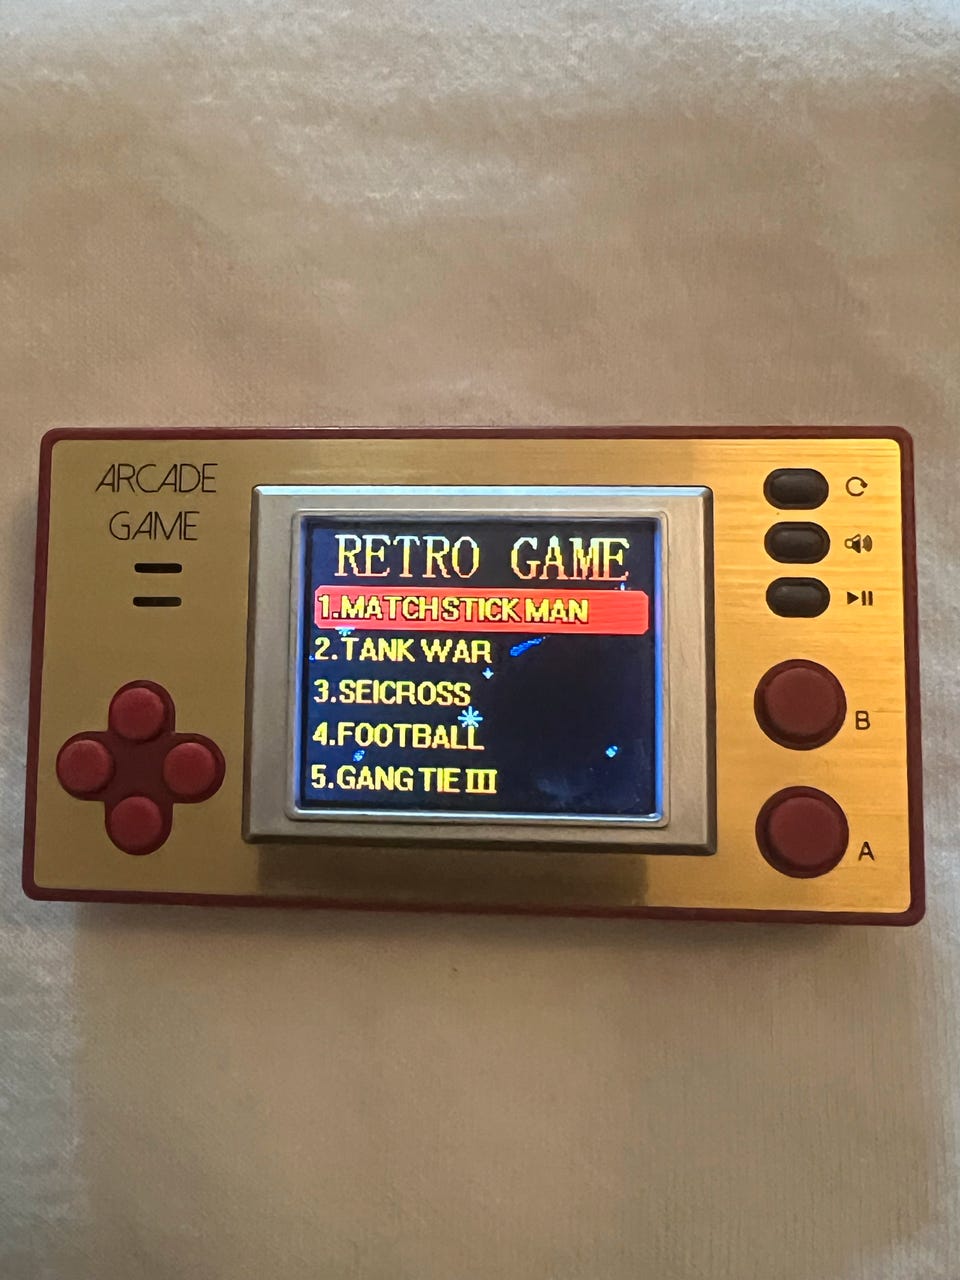 ARCADE
GAME
RETRO GAME
1.MATCHSTICK MAN
2.TANK WAR
3.SEICROSS
4.FOOTBALL
5.GANG TIE III
B
A